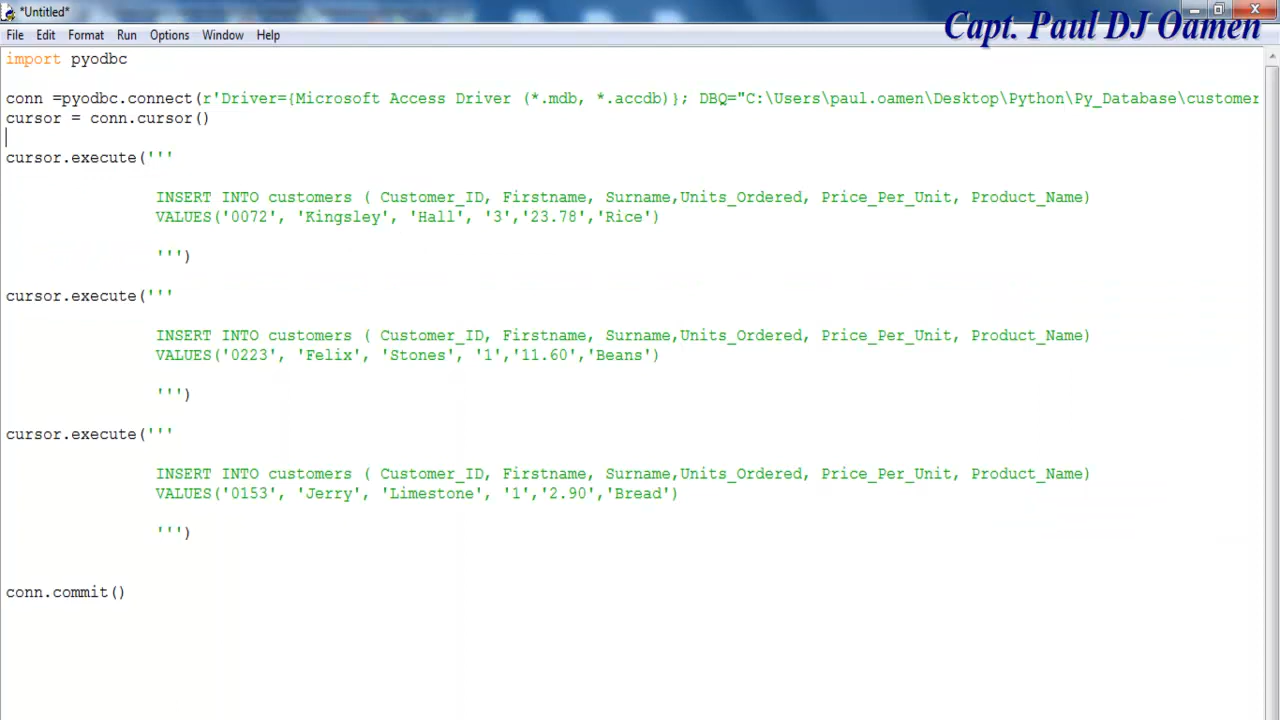 *Untitled*
Capt. Paul DJ Oamen
File Edit Format Run Options Window Help
import pyodbc
conn =pyodbc.connect(r'Driver={Microsoft Access Driver (*.mdb, *.accdb)}; DBQ="C:\Users\paul.oamen\Desktop\Python\Py_Database\customer
cursor = conn.cursor()
cursor.execute('''
INSERT INTO customers ( Customer_ID, Firstname, Surname,Units_Ordered, Price_Per_Unit, Product_Name)
VALUES('0072', 'Kingsley', 'Hall', '3','23.78','Rice')
''')
cursor.execute('''
INSERT INTO customers ( Customer_ID, Firstname, Surname,Units_Ordered, Price_Per_Unit, Product_Name)
VALUES('0223', 'Felix', 'Stones', '1','11.60','Beans')
''')
cursor.execute('''
INSERT INTO customers ( Customer_ID, Firstname, Surname,Units_Ordered, Price_Per_Unit, Product_Name)
VALUES('0153', 'Jerry', 'Limestone', '1','2.90','Bread')
''')
conn.commit()